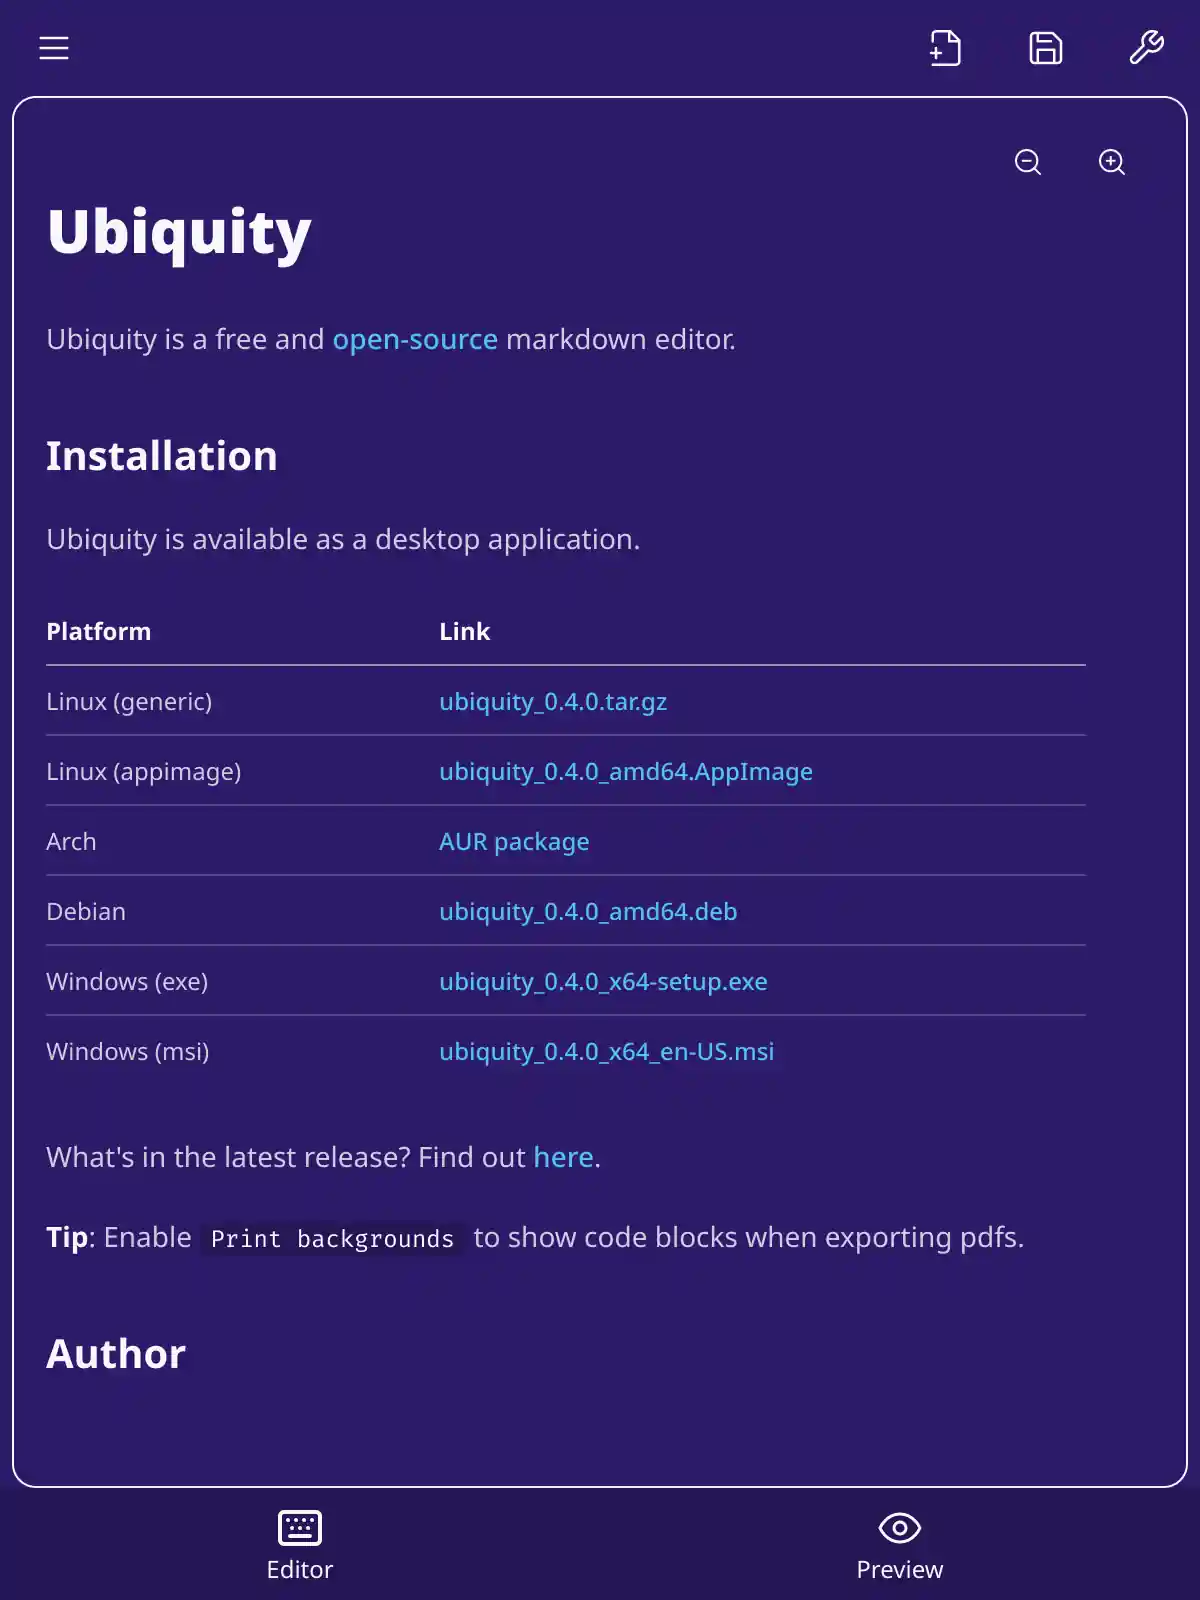 Ubiquity
Ubiquity is a free and open-source markdown editor.
Installation
Ubiquity is available as a desktop application.
Platform Link
Linux (generic) ubiquity_0.4.0.tar.gz
Linux (appimage) ubiquity_0.4.0_amd64.AppImage
Arch AUR package
Debian ubiquity_0.4.0_amd64.deb
Windows (exe) ubiquity_0.4.0_x64-setup.exe
Windows (msi) ubiquity_0.4.0_x64_en-US.msi
What's in the latest release? Find out here.
Tip: Enable Print backgrounds to show code blocks when exporting pdfs.
Author
Editor Preview